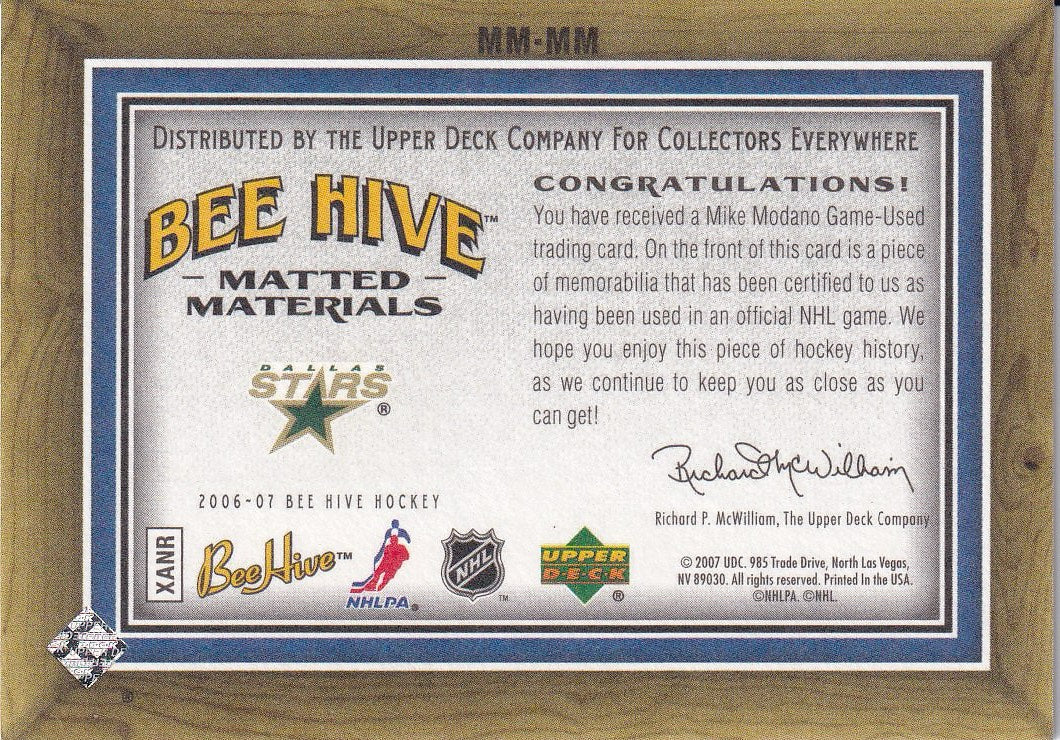 MM-MM
DISTRIBUTED BY THE UPPER DECK COMPANY FOR COLLECTORS EVERYWHERE
BEE HIVE™
– MATTED –
MATERIALS
DALLAS
STARS
®
2006-07 BEE HIVE HOCKEY
CONGRATULATIONS!
You have received a Mike Modano Game-Used
trading card. On the front of this card is a piece
of memorabilia that has been certified to us as
having been used in an official NHL game. We
hope you enjoy this piece of hockey history,
as we continue to keep you as close as you
can get!
Richard McWilliam
Richard P. McWilliam, The Upper Deck Company
XANR
BeeHive™
NHLPA®
NHL™
UPPER
DECK®
© 2007 UDC. 985 Trade Drive, North Las Vegas,
NV 89030. All rights reserved. Printed in the USA.
©NHLPA. ©NHL.
®